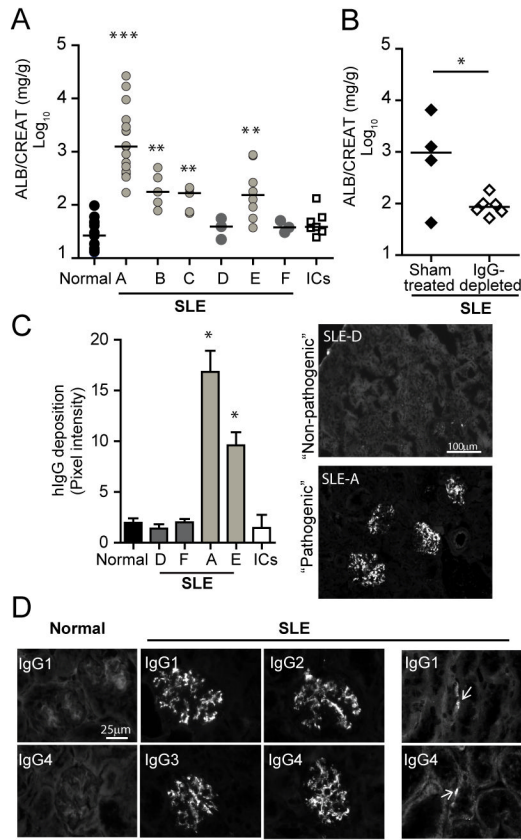 A
***
**
**
**
ALB/CREAT (mg/g)
Log10
5
4
3
2
1
Normal A B C D E F ICs
SLE
B
*
ALB/CREAT (mg/g)
Log10
5
4
3
2
1
Sham treated
IgG-depleted
SLE
C
hIgG deposition
(Pixel intensity)
20
15
10
5
0
*
*
Normal D F A E ICs
SLE
"Non-pathogenic"
SLE-D
100µm
"Pathogenic"
SLE-A
D
Normal
SLE
IgG1
25µm
IgG1
IgG2
IgG1
IgG4
IgG3
IgG4
IgG4